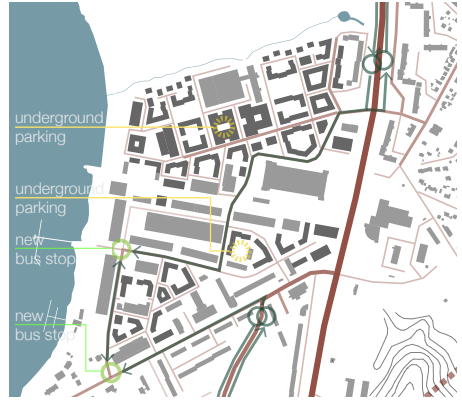 underground
parking
underground
parking
new
bus stop
new
bus stop